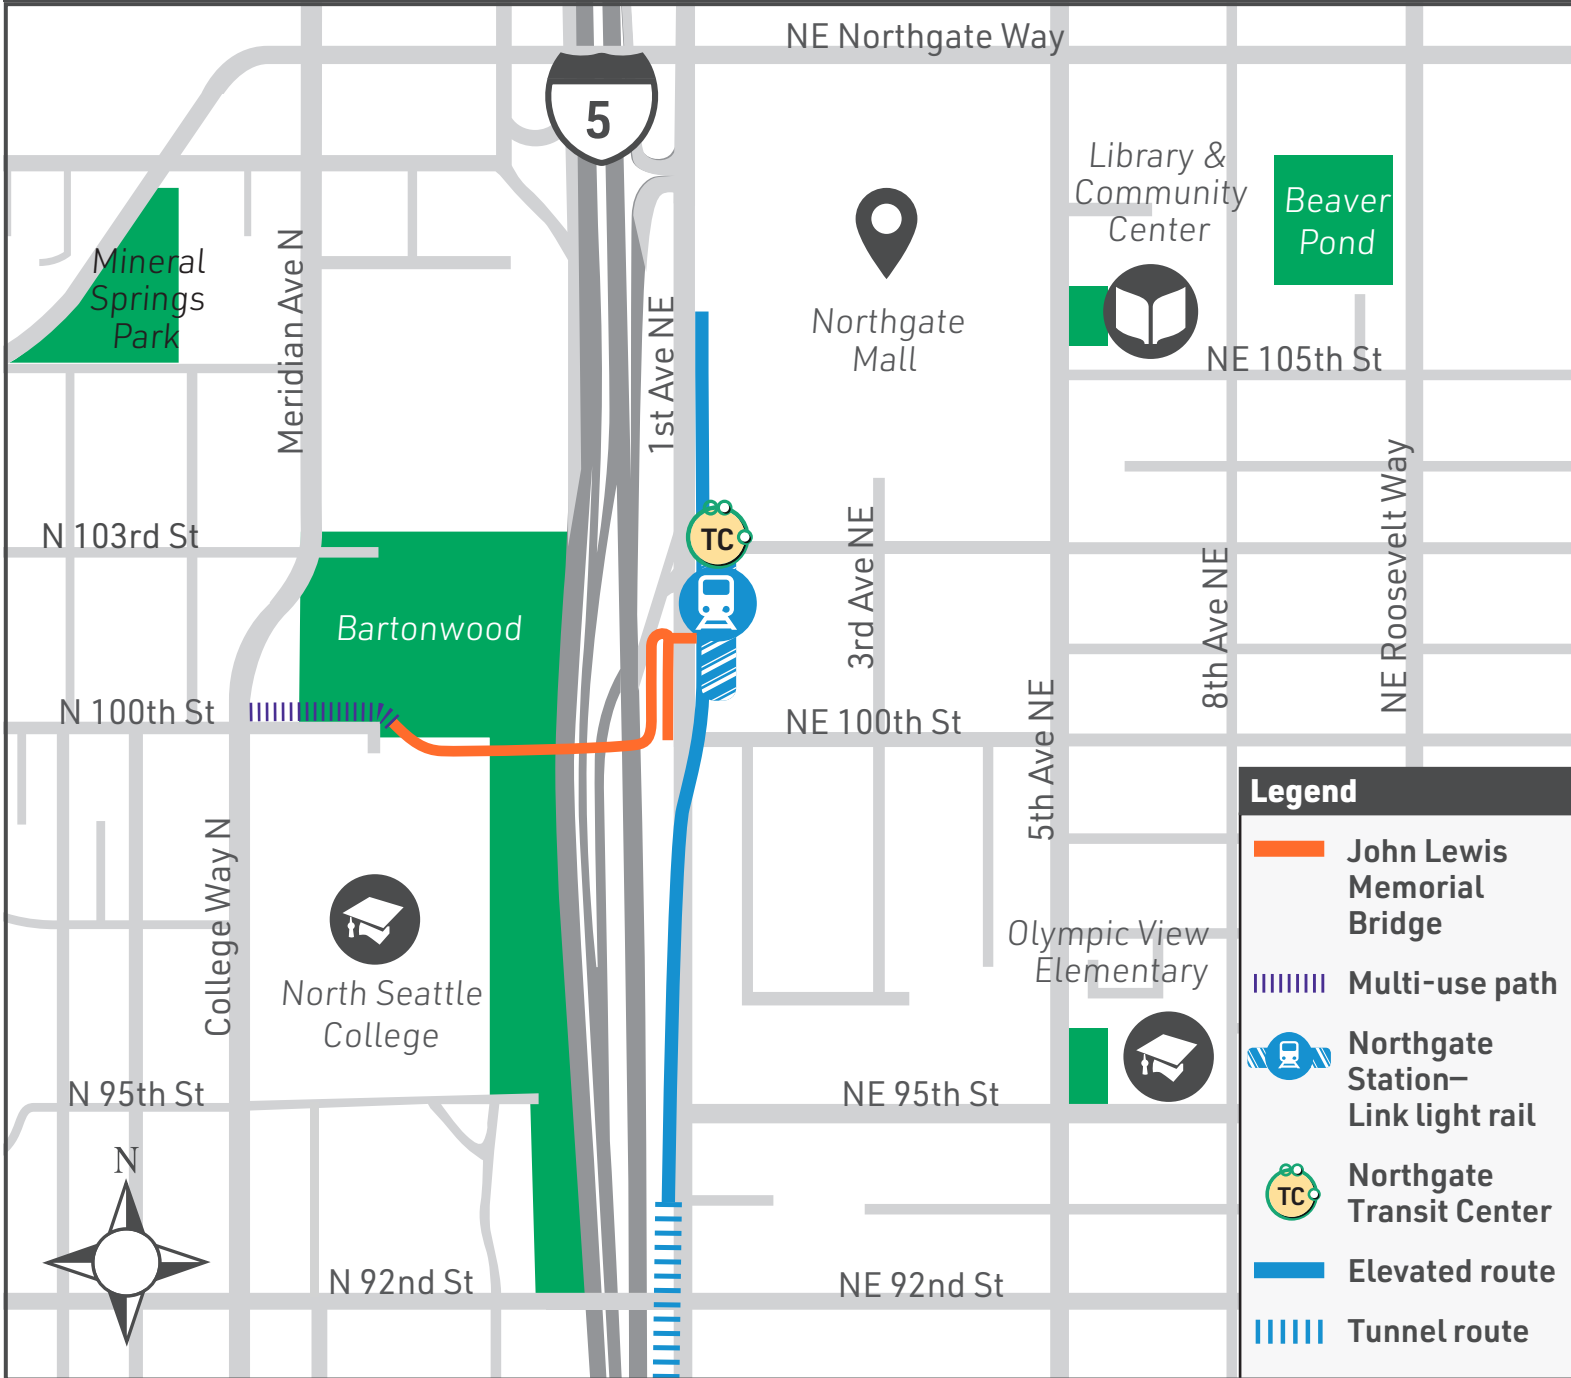 NE Northgate Way
5
Library &
Community
Center
Beaver
Pond
Mineral
Springs
Park
Meridian Ave N
1st Ave NE
Northgate
Mall
NE 105th St
N 103rd St
TC
3rd Ave NE
8th Ave NE
NE Roosevelt Way
Bartonwood
N 100th St
NE 100th St
5th Ave NE
College Way N
North Seattle
College
Olympic View
Elementary
N 95th St
NE 95th St
N
N 92nd St
NE 92nd St
Legend
John Lewis
Memorial
Bridge
Multi-use path
Northgate
Station—
Link light rail
TC
Northgate
Transit Center
Elevated route
Tunnel route